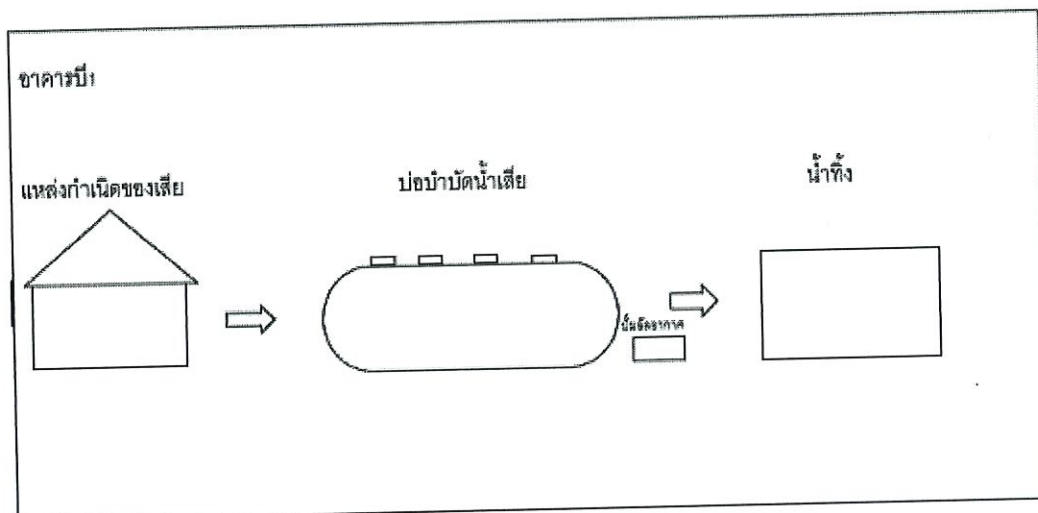 อาคารบี1
แหล่งกำเนิดของเสีย
บ่อบำบัดน้ำเสีย
น้ำทิ้ง
ปั๊มอัดอากาศ